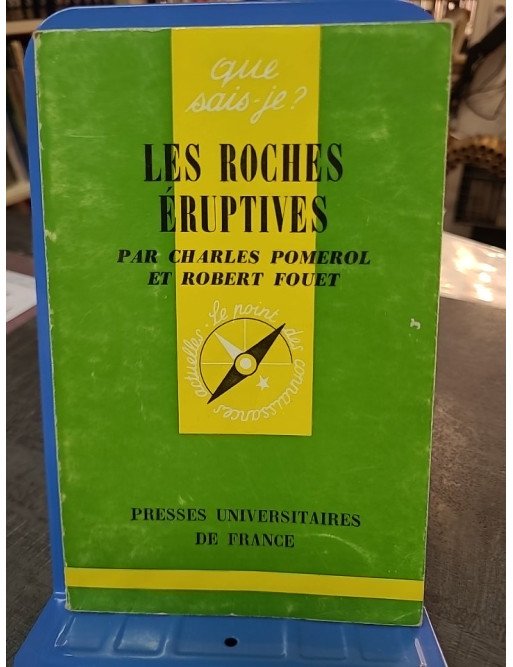 que
sais-je?
LES ROCHES
ÉRUPTIVES
PAR CHARLES POMEROL
ET ROBERT FOUET
Le point des connaissances actuelles
PRESSES UNIVERSITAIRES
DE FRANCE